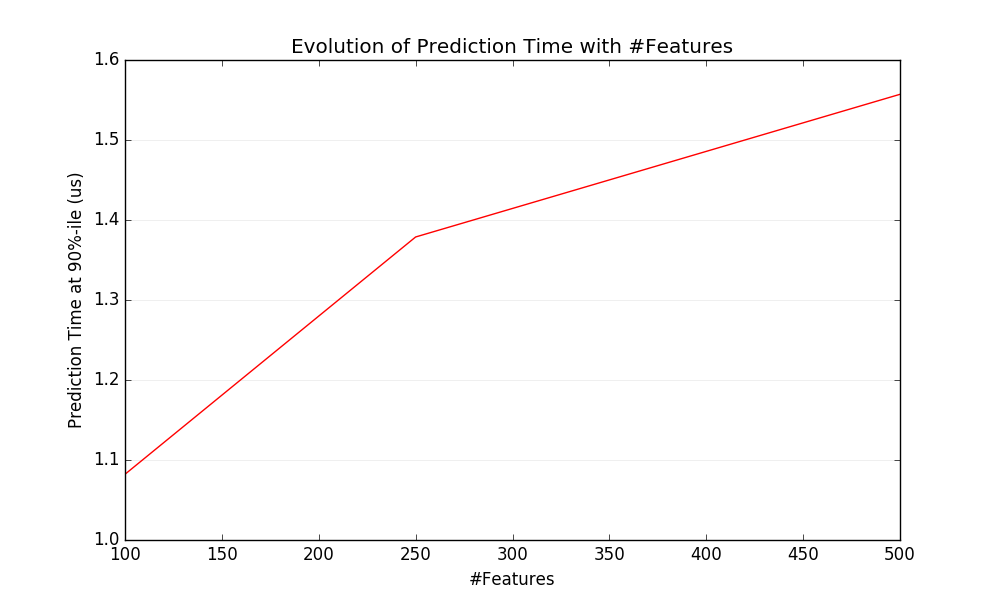 Evolution of Prediction Time with #Features
1.6
1.5
1.4
1.3
1.2
1.1
1.0
Prediction Time at 90%-ile (us)
100 150 200 250 300 350 400 450 500
#Features